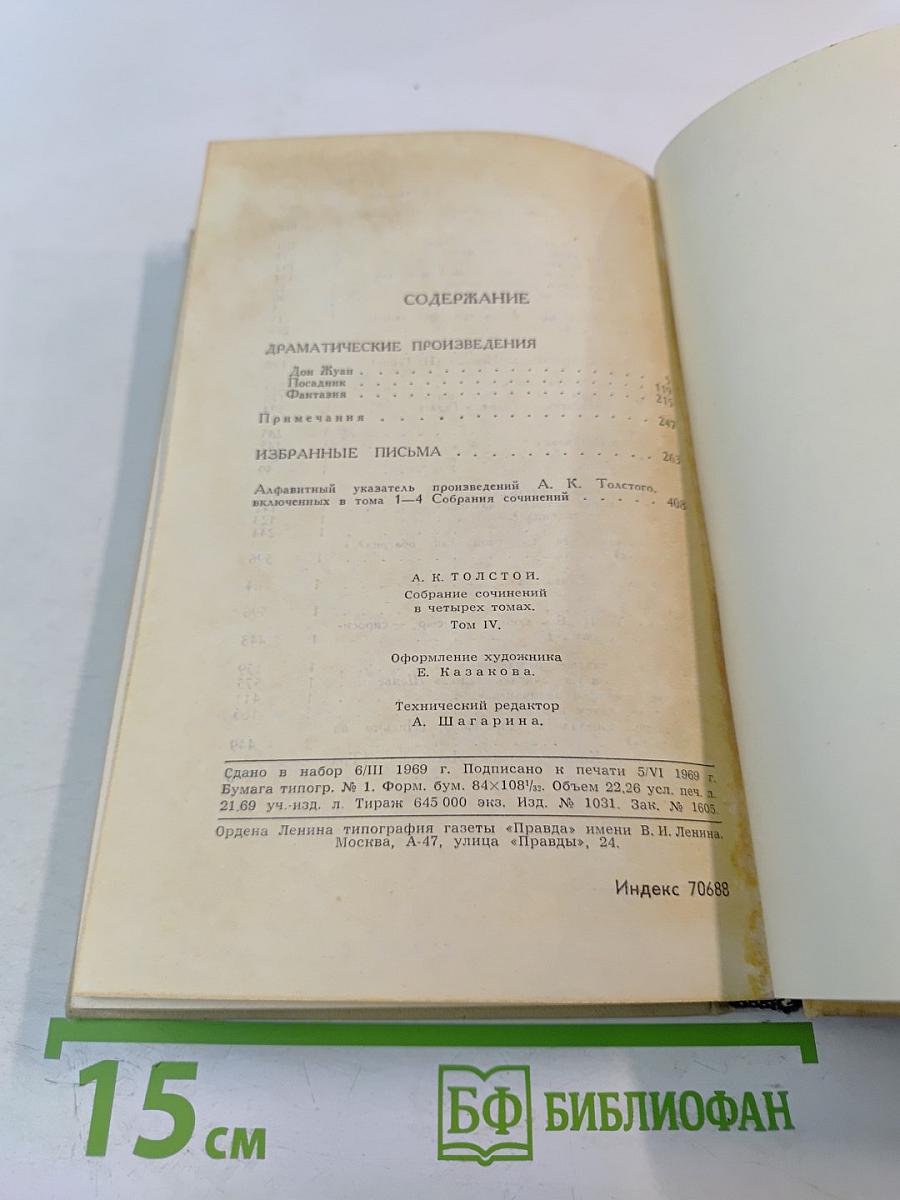 СОДЕРЖАНИЕ
ДРАМАТИЧЕСКИЕ ПРОИЗВЕДЕНИЯ
Дон Жуан . . . . . . . . . . . . . . . . 5
Посадник . . . . . . . . . . . . . . . . 119
Фантазия . . . . . . . . . . . . . . . . 215
Примечания . . . . . . . . . . . . . . . 247
ИЗБРАННЫЕ ПИСЬМА . . . . . . . . . . . . 263
Алфавитный указатель произведений А. К. Толстого,
включенных в тома 1—4 Собрания сочинений . . . . . 408
А. К. ТОЛСТОЙ.
Собрание сочинений
в четырех томах.
Том IV.
Оформление художника
Е. Казакова.
Технический редактор
А. Шагарина.
Сдано в набор 6/III 1969 г. Подписано к печати 5/VI 1969 г.
Бумага типогр. № 1. Форм. бум. 84×108¹/₃₂. Объем 22,26 усл. печ. л.
21,69 уч.-изд. л. Тираж 645 000 экз. Изд. № 1031. Зак. № 1605.
Ордена Ленина типография газеты «Правда» имени В. И. Ленина.
Москва, А-47, улица «Правды», 24.
Индекс 70688
15 см
БФ БИБЛИОФАН